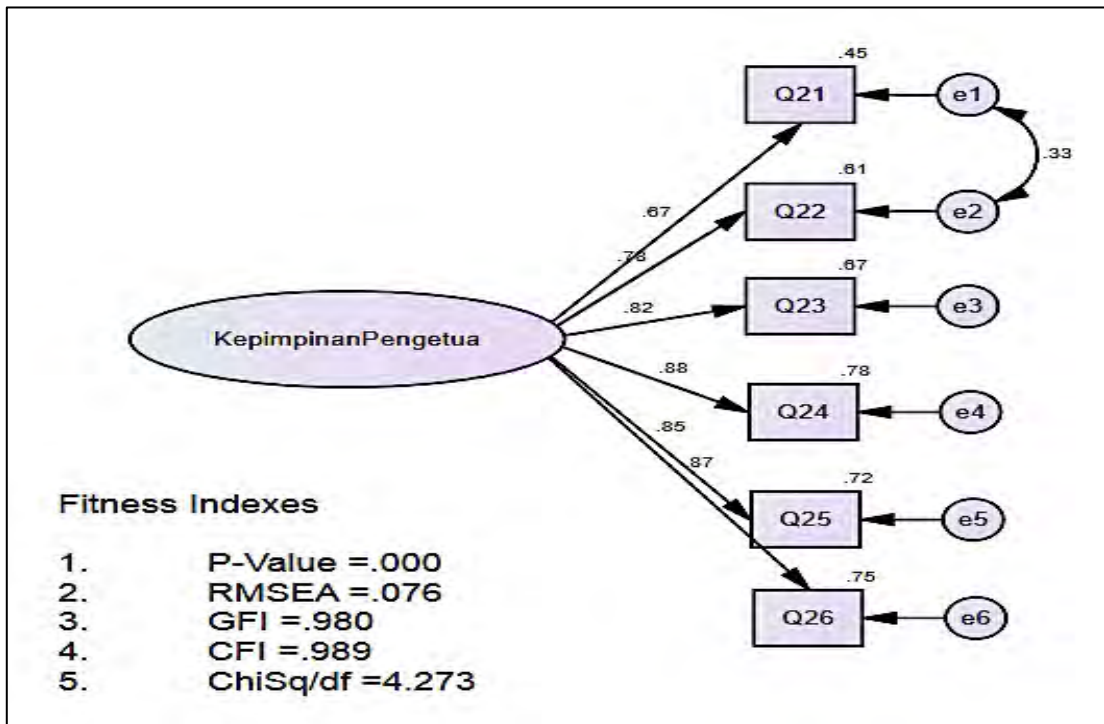 .45
Q21
e1
.33
.61
.67
Q22
e2
.78
.67
.82
Q23
e3
KepimpinanPengetua
.88
.78
Q24
e4
.85
.87
.72
Q25
e5
.75
Q26
e6
Fitness Indexes
1. P-Value =.000
2. RMSEA =.076
3. GFI =.980
4. CFI =.989
5. ChiSq/df =4.273